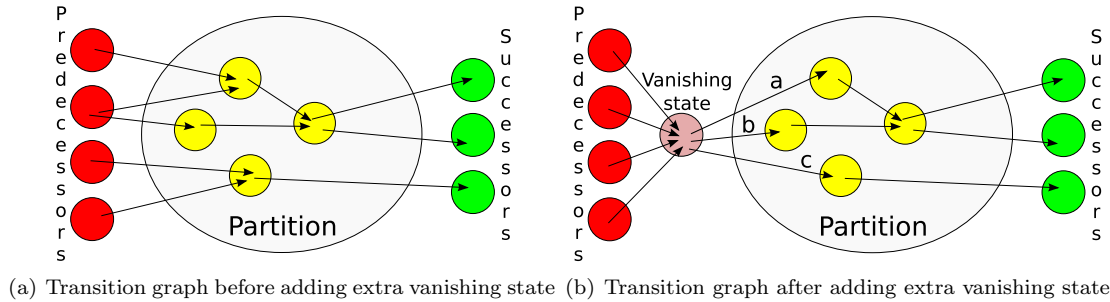 Predecessors
Partition
Successors
Predecessors
Vanishing
state
a
b
c
Partition
Successors
(a) Transition graph before adding extra vanishing state
(b) Transition graph after adding extra vanishing state